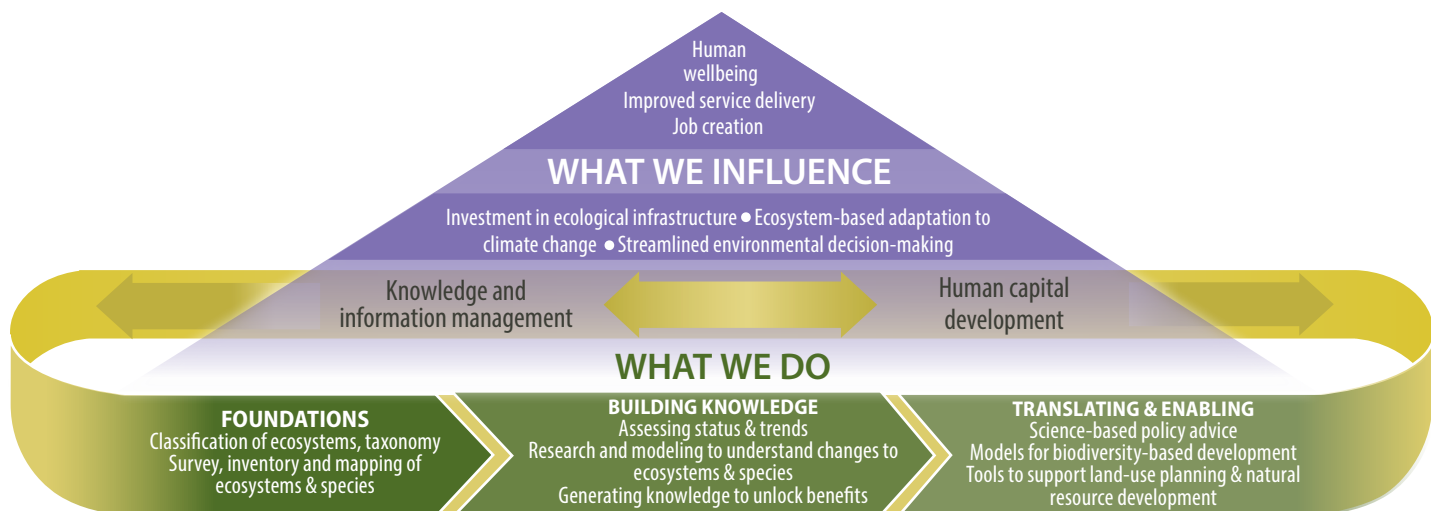 Human
wellbeing
Improved service delivery
Job creation
WHAT WE INFLUENCE
Investment in ecological infrastructure ● Ecosystem-based adaptation to
climate change ● Streamlined environmental decision-making
Knowledge and
information management
Human capital
development
WHAT WE DO
FOUNDATIONS
Classification of ecosystems, taxonomy
Survey, inventory and mapping of
ecosystems & species
BUILDING KNOWLEDGE
Assessing status & trends
Research and modeling to understand changes to
ecosystems & species
Generating knowledge to unlock benefits
TRANSLATING & ENABLING
Science-based policy advice
Models for biodiversity-based development
Tools to support land-use planning & natural
resource development